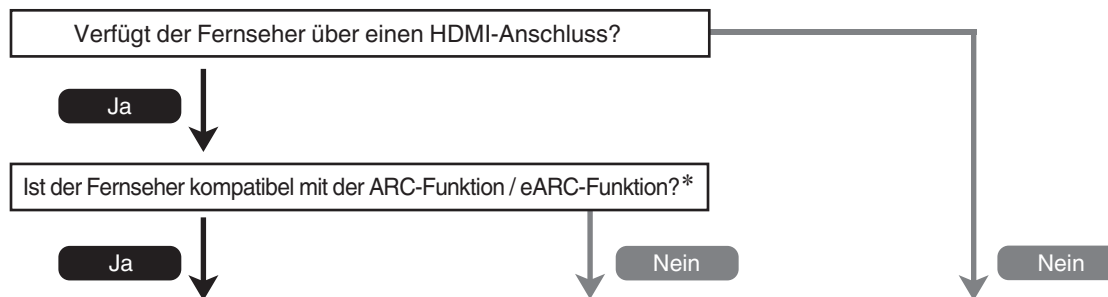 Verfügt der Fernseher über einen HDMI-Anschluss?
Ja
Ist der Fernseher kompatibel mit der ARC-Funktion / eARC-Funktion?*
Ja
Nein
Nein